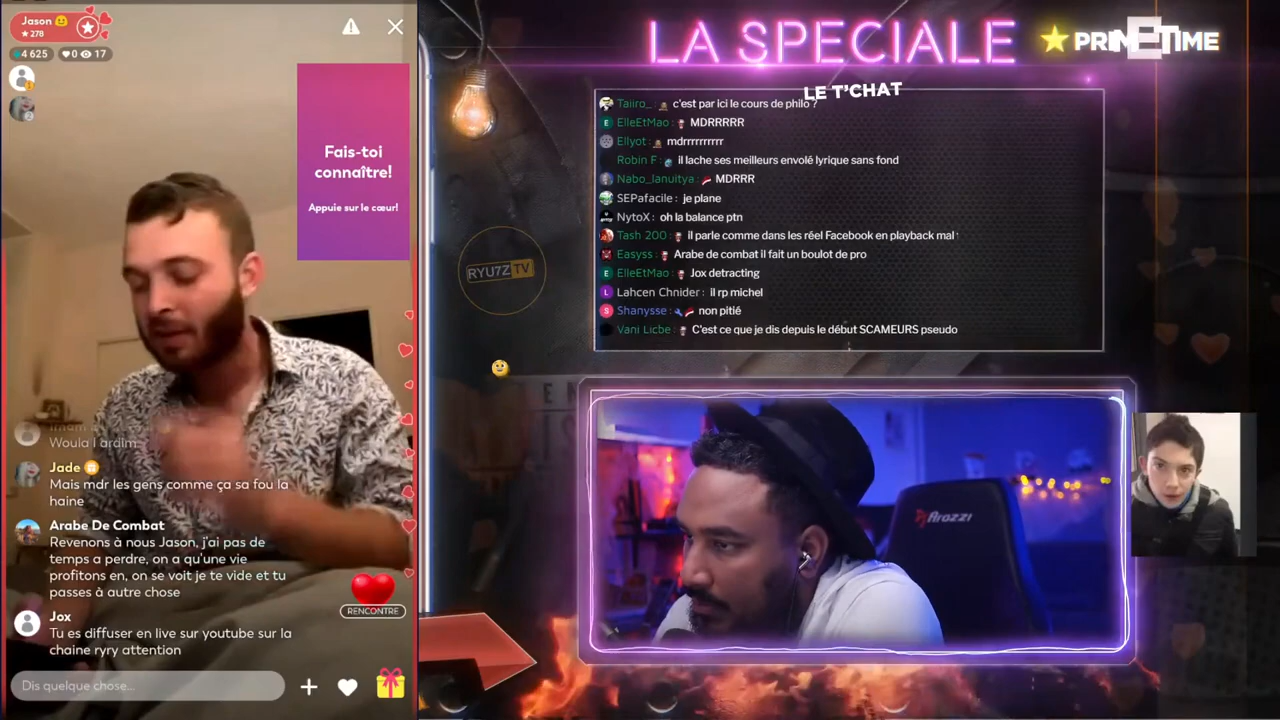 Jason
★278
4 625
0
17
Fais-toi
connaître!
Appuie sur le cœur!
Woula l ardim
Jade
Mais mdr les gens comme ça sa fou la
haine
Arabe De Combat
Revenons à nous Jason, j'ai pas de
temps a perdre, on a qu'une vie
profitons en, on se voit je te vide et tu
passes à autre chose
Jox
Tu es diffuser en live sur youtube sur la
chaine ryry attention
RENCONTRE
Dis quelque chose...
LA SPECIALE
PRIMETIME
LE T'CHAT
Taiiro_ : c'est par ici le cours de philo ?
ElleEtMao : MDRRRRR
Ellyot : mdrrrrrrrrr
Robin F : il lache ses meilleurs envolé lyrique sans fond
Nabo_lanuitya : MDRRR
SEPafacile : je plane
NytoX : oh la balance ptn
Tash 200 : il parle comme dans les réel Facebook en playback mal
Easyss : Arabe de combat il fait un boulot de pro
ElleEtMao : Jox detracting
Lahcen Chnider : il rp michel
Shanysse : non pitié
Vani Licbe : C'est ce que je dis depuis le début SCAMEURS pseudo
RYU7Z TV
Arozzi